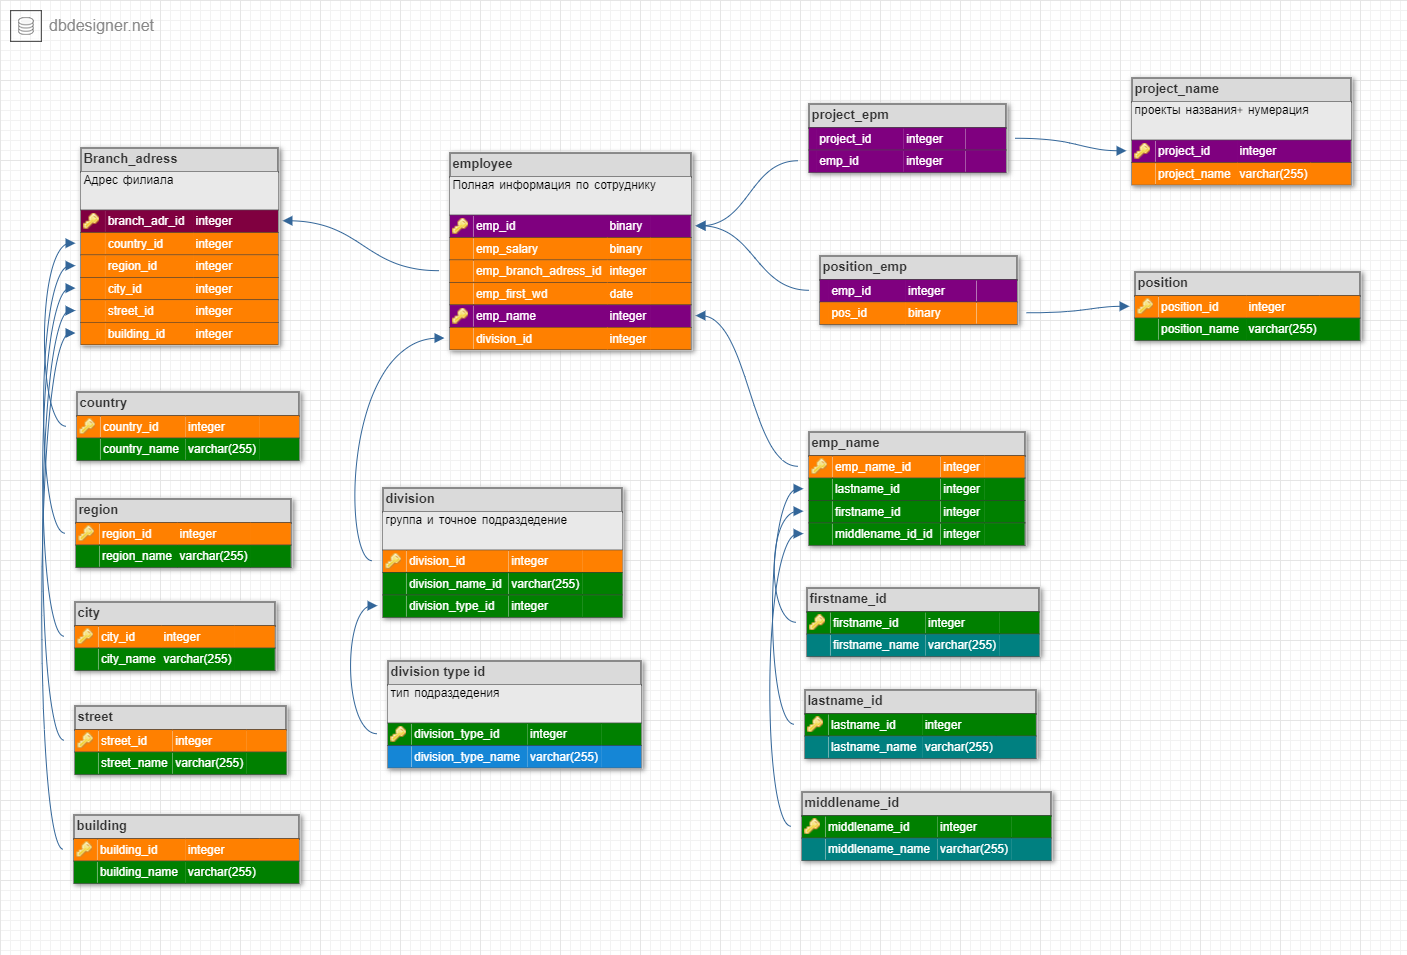 dbdesigner.net
Branch_adress
Адрес филиала
branch_adr_id integer
country_id integer
region_id integer
city_id integer
street_id integer
building_id integer
country
country_id integer
country_name varchar(255)
region
region_id integer
region_name varchar(255)
city
city_id integer
city_name varchar(255)
street
street_id integer
street_name varchar(255)
building
building_id integer
building_name varchar(255)
employee
Полная информация по сотруднику
emp_id binary
emp_salary binary
emp_branch_adress_id integer
emp_first_wd date
emp_name integer
division_id integer
division
группа и точное подраздедение
division_id integer
division_name_id varchar(255)
division_type_id integer
division type id
тип подраздедения
division_type_id integer
division_type_name varchar(255)
project_epm
project_id integer
emp_id integer
position_emp
emp_id integer
pos_id binary
emp_name
emp_name_id integer
lastname_id integer
firstname_id integer
middlename_id_id integer
firstname_id
firstname_id integer
firstname_name varchar(255)
lastname_id
lastname_id integer
lastname_name varchar(255)
middlename_id
middlename_id integer
middlename_name varchar(255)
project_name
проекты названия+ нумерация
project_id integer
project_name varchar(255)
position
position_id integer
position_name varchar(255)